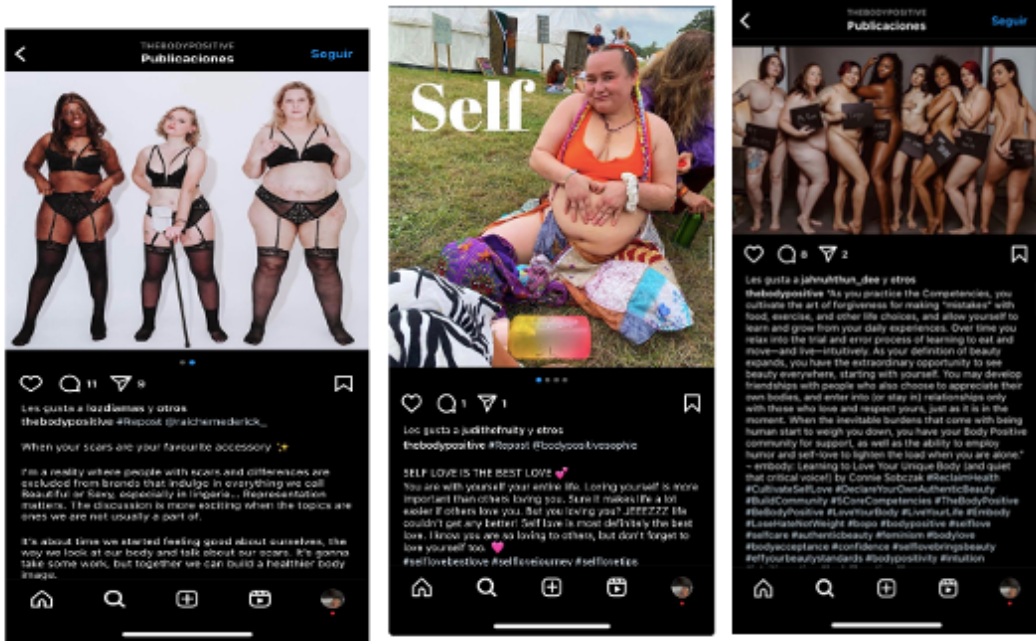 THEBODYPOSITIVE
Publicaciones
Seguir
11
9
Les gusta a lozdiamas y otros
thebodypositive #Repost @raichernederick_
When your scars are your favourite accessory ✨
I'm a reality where people with scars and differences are
excluded from brands that indulge in everything we call
Beautiful or Sexy, especially in lingerie... Representation
matters. The discussion is more exciting when the topics are
ones we are not usually a part of.
It's about time we started feeling good about ourselves, the
way we look at our body and talk about our scars. It's gonna
take some work, but together we can build a healthier body
image.
Self
1
1
Les gusta a judithefruity y otros
thebodypositive #Repost @bodypositivesophie
SELF LOVE IS THE BEST LOVE 💕
You are with yourself your entire life. Loving yourself is more
important than others loving you. Sure it makes life a lot
easier if others love you. But you loving you? JEEEZZZ life
couldn't get any better! Self love is most definitely the best
love. I know you are so loving to others, but don't forget to
love yourself too. 💗
#selflovebestlove #selflovejourney #selflovetips
THEBODYPOSITIVE
Publicaciones
Seguir
8
2
Les gusta a jahnuhthun_dee y otros
thebodypositive "As you practice the Competencies, you
cultivate the art of forgiveness for making "mistakes" with
food, exercise, and other life choices, and allow yourself to
learn and grow from your daily experiences. Over time you
relax into the trial and error process of learning to eat and
move—and live—intuitively. As your definition of beauty
expands, you have the extraordinary opportunity to see
beauty everywhere, starting with yourself. You may develop
friendships with people who also choose to appreciate their
own bodies, and enter into (or stay in) relationships only
with those who love and respect yours, just as it is in the
moment. When the inevitable burdens that come with being
human start to weigh you down, you have your Body Positive
community for support, as well as the ability to employ
humor and self-love to lighten the load when you are alone."
~ embody: Learning to Love Your Unique Body (and quiet
that critical voice!) by Connie Sobczak #ReclaimHealth
#CultivateSelfLove #DeclareYourOwnAuthenticBeauty
#BuildCommunity #5CoreCompetencies #TheBodyPositive
#BeBodyPositive #LoveYourBody #LiveYourLife #Embody
#LoseHateNotWeight #bopo #bodypositive #selflove
#selfcare #authenticbeauty #feminism #bodylove
#bodyacceptance #confidence #selflovebringsbeauty
#effyourbeautystandards #bodypositivity #intuition